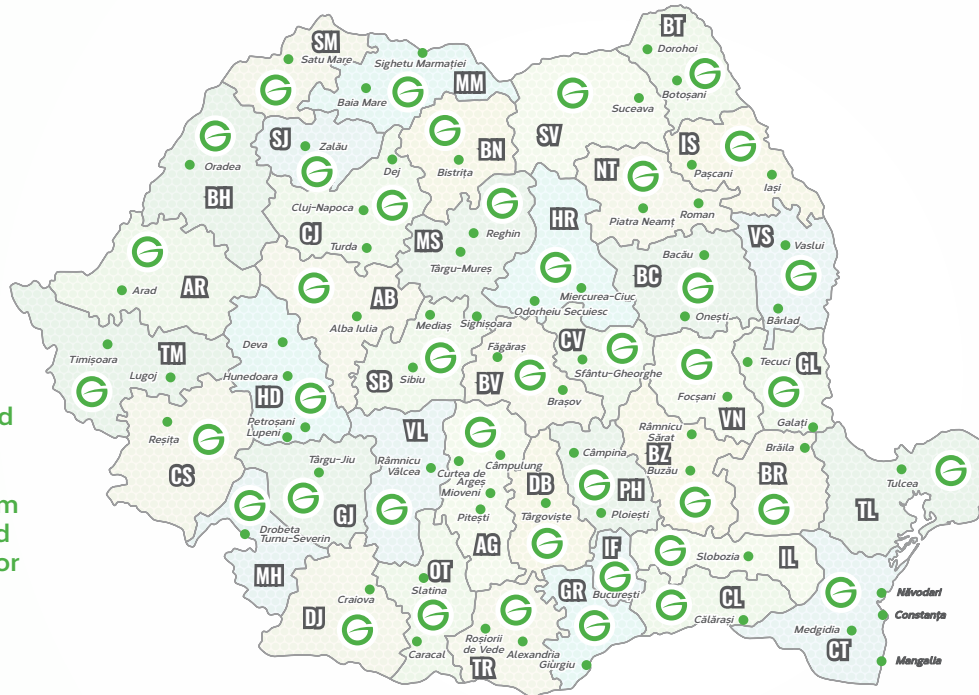 BT
Dorohoi
SM
Satu Mare
Sighetu Marmației
MM
Botoșani
Baia Mare
Suceava
SJ
Zalău
SV
BN
IS
Bistrița
Dej
NT
Pașcani
Oradea
Iași
BH
Cluj-Napoca
HR
Piatra Neamț
Roman
CJ
Turda
MS
Reghin
VS
Vaslui
Târgu-Mureș
BC
Bacău
Arad
AR
AB
Miercurea-Ciuc
Odorheiu Secuiesc
Onești
Bârlad
Alba Iulia
Mediaș
Sighișoara
Deva
Făgăraș
CV
Timișoara
TM
Tecuci
GL
Lugoj
Hunedoara
SB
Sibiu
BV
Sfântu-Gheorghe
HD
Brașov
Focșani
d
Petroșani
Lupeni
VL
VN
Galați
Reșița
Râmnicu
Sărat
BZ
Brăila
Târgu-Jiu
Râmnicu
Vâlcea
Câmpulung
Câmpina
Buzău
BR
CS
Curtea de
Argeș
Mioveni
DB
PH
Tulcea
m
GJ
Pitești
Târgoviște
Ploiești
TL
d
Drobeta
Turnu-Severin
AG
IF
Slobozia
IL
or
MH
OT
Slatina
GR
București
CL
Năvodari
Craiova
DJ
Călărași
Constanța
Roșiorii
de Vede
Medgidia
Caracal
Alexandria
CT
TR
Giurgiu
Mangalia